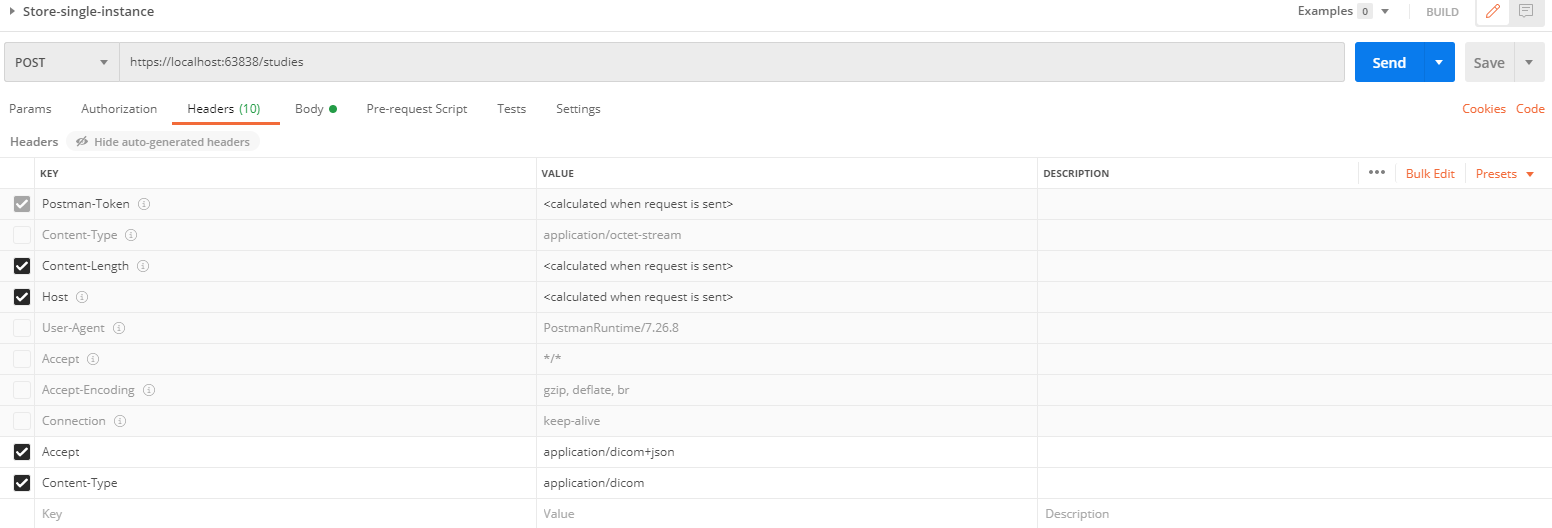 Store-single-instance Examples 0 BUILD
POST https://localhost:63838/studies Send Save
Params Authorization Headers (10) Body Pre-request Script Tests Settings Cookies Code
Headers Hide auto-generated headers
KEY VALUE DESCRIPTION ••• Bulk Edit Presets
Postman-Token <calculated when request is sent>
Content-Type application/octet-stream
Content-Length <calculated when request is sent>
Host <calculated when request is sent>
User-Agent PostmanRuntime/7.26.8
Accept */*
Accept-Encoding gzip, deflate, br
Connection keep-alive
Accept application/dicom+json
Content-Type application/dicom
Key Value Description